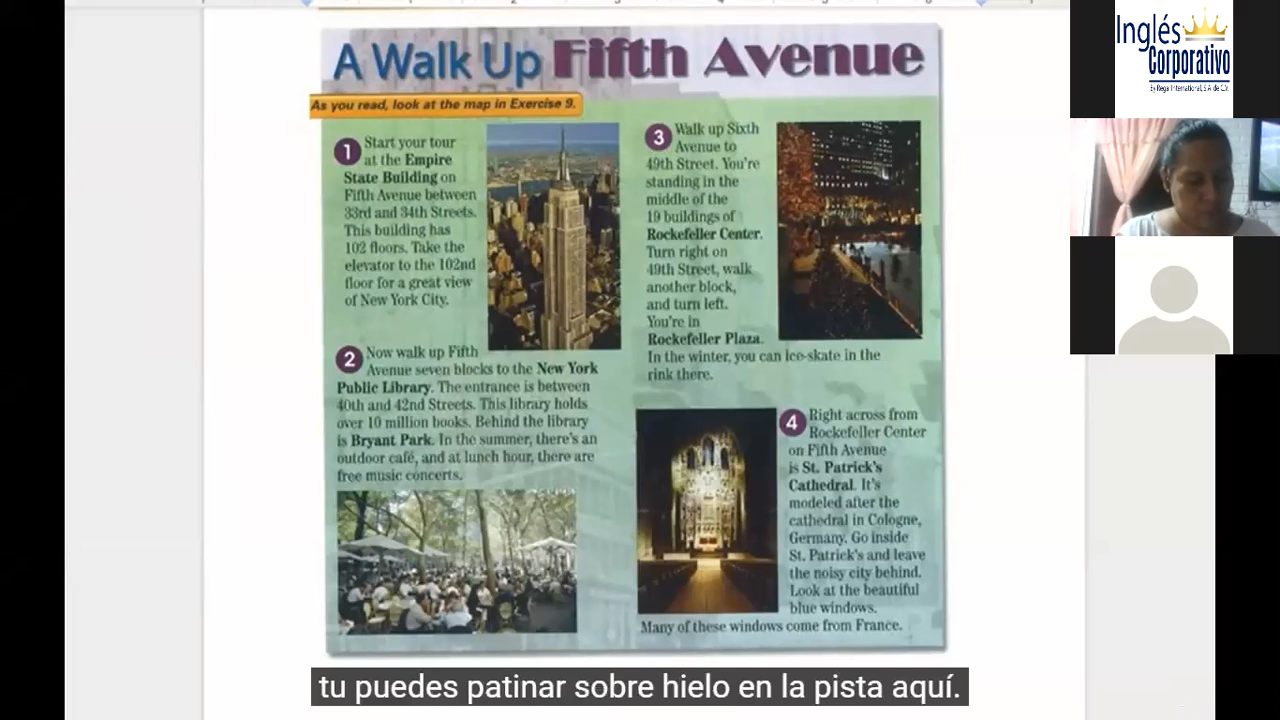 A Walk Up Fifth Avenue
As you read, look at the map in Exercise 9.
1 Start your tour
at the Empire
State Building on
Fifth Avenue between
33rd and 34th Streets.
This building has
102 floors. Take the
elevator to the 102nd
floor for a great view
of New York City.
2 Now walk up Fifth
Avenue seven blocks to the New York
Public Library. The entrance is between
40th and 42nd Streets. This library holds
over 10 million books. Behind the library
is Bryant Park. In the summer, there's an
outdoor café, and at lunch hour, there are
free music concerts.
3 Walk up Sixth
Avenue to
49th Street. You're
standing in the
middle of the
19 buildings of
Rockefeller Center.
Turn right on
49th Street, walk
another block,
and turn left.
You're in
Rockefeller Plaza.
In the winter, you can ice-skate in the
rink there.
4 Right across from
Rockefeller Center
on Fifth Avenue
is St. Patrick's
Cathedral. It's
modeled after the
cathedral in Cologne,
Germany. Go inside
St. Patrick's and leave
the noisy city behind.
Look at the beautiful
blue windows.
Many of these windows come from France.
tu puedes patinar sobre hielo en la pista aquí.
Inglés
Corporativo
By Rega International, S.A. de C.V.